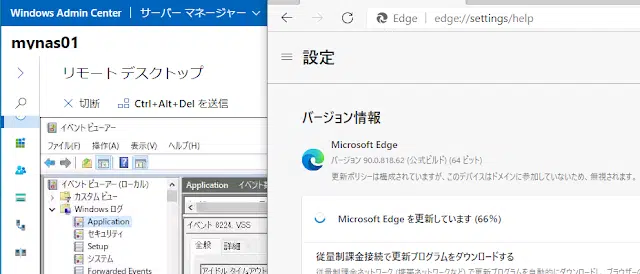 Windows Admin Center
サーバー マネージャー
mynas01
リモート デスクトップ
切断
Ctrl+Alt+Del を送信
イベント ビューアー
ファイル(F) 操作(A) 表示(V) ヘルプ(H)
イベント ビューアー (ローカル)
カスタム ビュー
Windows ログ
Application
セキュリティ
Setup
システム
Forwarded Events
Application
イベント 8224, VSS
全般
詳細
アイドル タイムアウト
Edge
edge://settings/help
設定
バージョン情報
Microsoft Edge
バージョン 90.0.818.62 (公式ビルド) (64 ビット)
更新ポリシーは構成されていますが、このデバイスはドメインに参加していないため、無視されます。
Microsoft Edge を更新しています (66%)
従量制課金接続で更新プログラムをダウンロードする